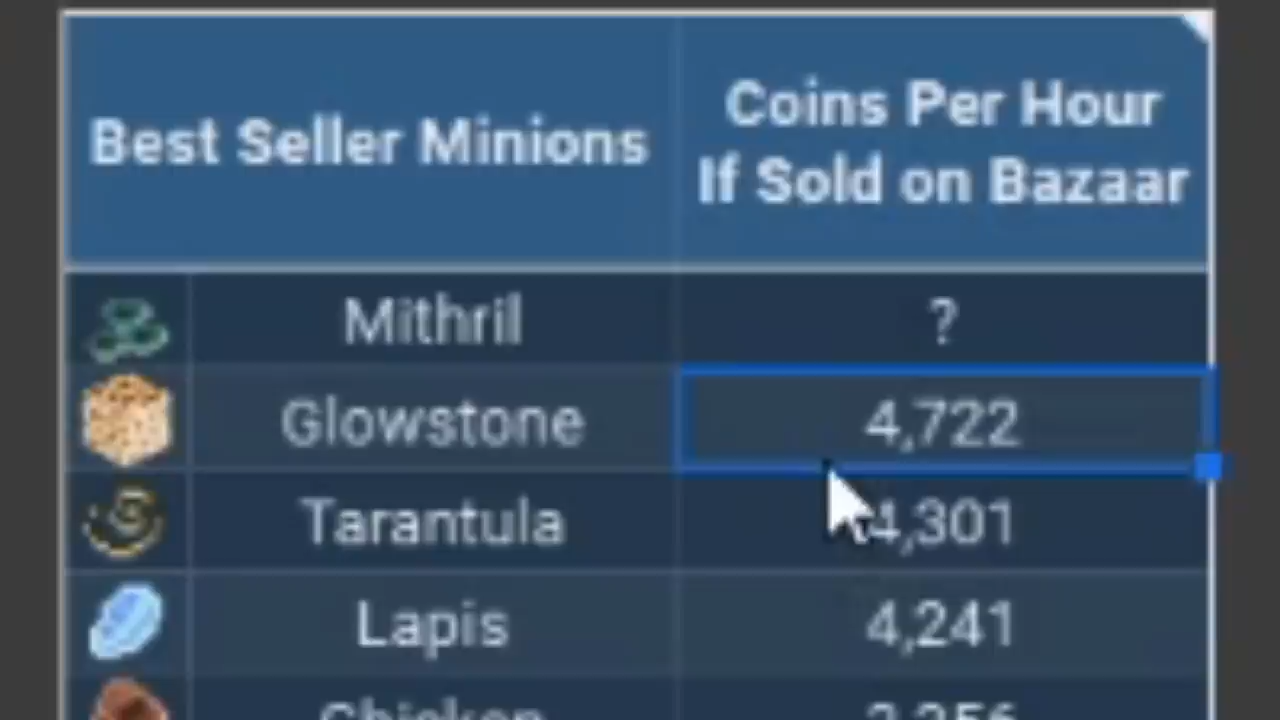 Best Seller Minions
Coins Per Hour
If Sold on Bazaar
Mithril ?
Glowstone 4,722
Tarantula 4,301
Lapis 4,241
Chicken